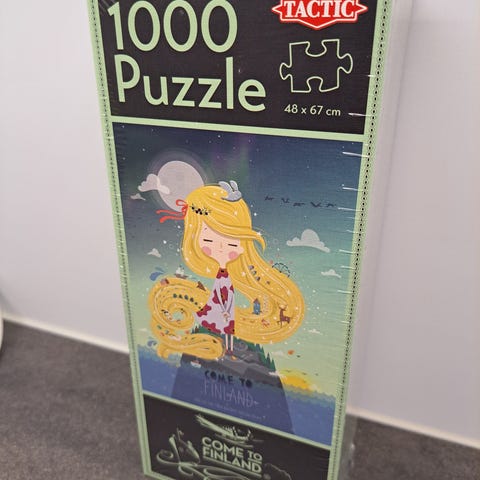 TACTIC
1000
Puzzle
48 x 67 cm
COME TO
FINLAND
COME TO
FINLAND